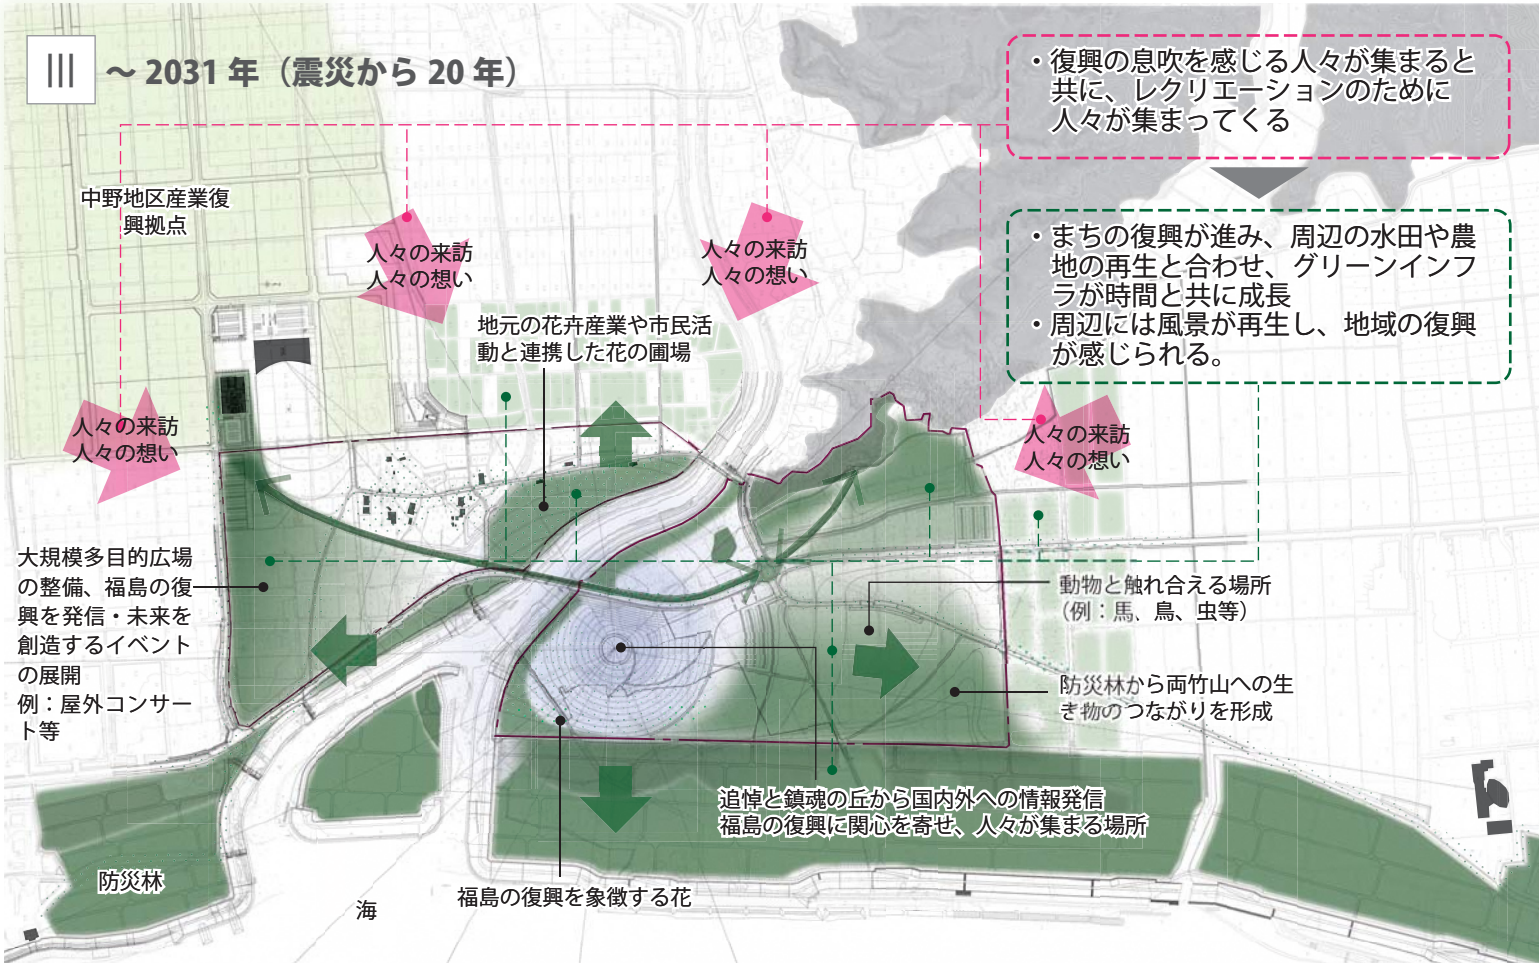 III ～ 2031 年（震災から 20 年）
・復興の息吹を感じる人々が集まると
共に、レクリエーションのために
人々が集まってくる
・まちの復興が進み、周辺の水田や農
地の再生と合わせ、グリーンインフ
ラが時間と共に成長
・周辺には風景が再生し、地域の復興
が感じられる。
中野地区産業復
興拠点
人々の来訪
人々の想い
人々の来訪
人々の想い
地元の花卉産業や市民活
動と連携した花の圃場
人々の来訪
人々の想い
人々の来訪
人々の想い
大規模多目的広場
の整備、福島の復
興を発信・未来を
創造するイベント
の展開
例：屋外コンサー
ト等
動物と触れ合える場所
（例：馬、鳥、虫等）
防災林から両竹山への生
き物のつながりを形成
追悼と鎮魂の丘から国内外への情報発信
福島の復興に関心を寄せ、人々が集まる場所
防災林
福島の復興を象徴する花
海